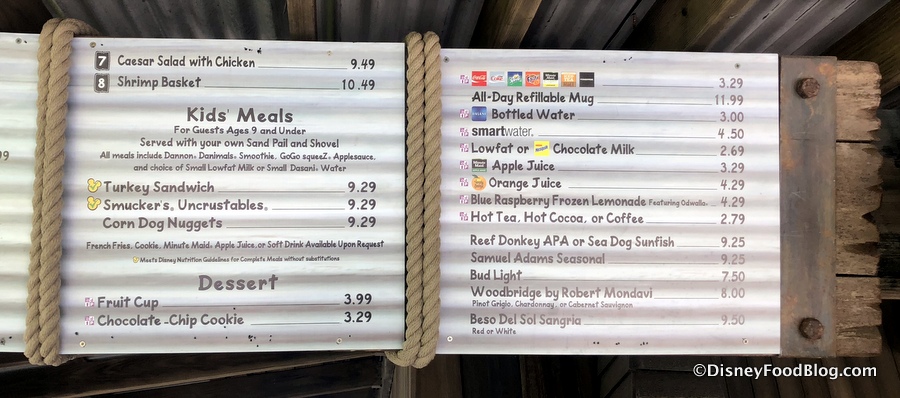 7 Caesar Salad with Chicken 9.49
8 Shrimp Basket 10.49
Kids' Meals
For Guests Ages 9 and Under
Served with your own Sand Pail and Shovel
All meals include Dannon® Danimals® Smoothie, GoGo squeeZ® Applesauce,
and choice of Small Lowfat Milk or Small Dasani® Water
Turkey Sandwich 9.29
Smucker's® Uncrustables® 9.29
Corn Dog Nuggets 9.29
French Fries, Cookie, Minute Maid® Apple Juice, or Soft Drink Available Upon Request
Meets Disney Nutrition Guidelines for Complete Meals without substitutions
Dessert
Fruit Cup 3.99
Chocolate-Chip Cookie 3.29
3.29
All-Day Refillable Mug 11.99
Bottled Water 3.00
smartwater® 4.50
Lowfat or Chocolate Milk 2.69
Apple Juice 3.29
Orange Juice 4.29
Blue Raspberry Frozen Lemonade Featuring Odwalla® 4.29
Hot Tea, Hot Cocoa, or Coffee 2.79
Reef Donkey APA or Sea Dog Sunfish 9.25
Samuel Adams Seasonal 9.25
Bud Light 7.50
Woodbridge by Robert Mondavi 8.00
Pinot Grigio, Chardonnay, or Cabernet Sauvignon
Beso Del Sol Sangria 9.50
Red or White
©DisneyFoodBlog.com